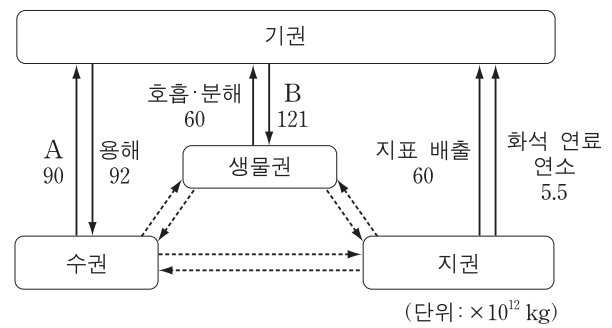 기권
호흡·분해
60
B
121
A
90
용해
92
생물권
지표 배출
60
화석 연료
연소
5.5
수권
지권
(단위: ×10¹² kg)